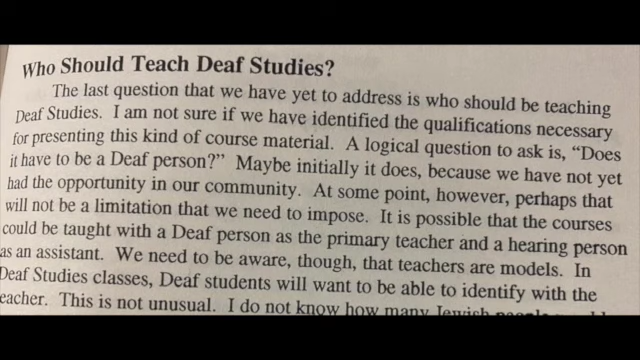 Who Should Teach Deaf Studies?
The last question that we have yet to address is who should be teaching
Deaf Studies. I am not sure if we have identified the qualifications necessary
for presenting this kind of course material. A logical question to ask is, “Does
it have to be a Deaf person?” Maybe initially it does, because we have not yet
had the opportunity in our community. At some point, however, perhaps that
will not be a limitation that we need to impose. It is possible that the courses
could be taught with a Deaf person as the primary teacher and a hearing person
as an assistant. We need to be aware, though, that teachers are models. In
Deaf Studies classes, Deaf students will want to be able to identify with the
eacher. This is not unusual. I do not know how many Jewish